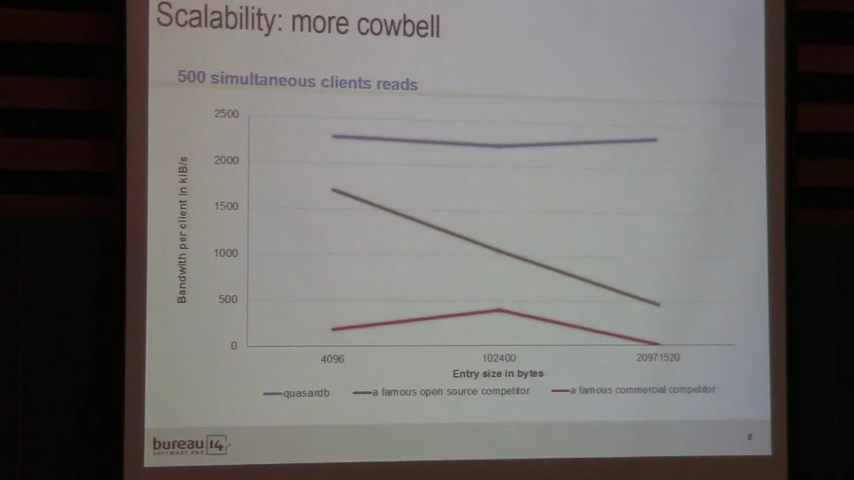 Scalability: more cowbell
500 simultaneous clients reads
2500
2000
1500
1000
500
0
Bandwith per client in kiB/s
4096 102400 20971520
Entry size in bytes
quasardb a famous open source competitor a famous commercial competitor
bureau 14